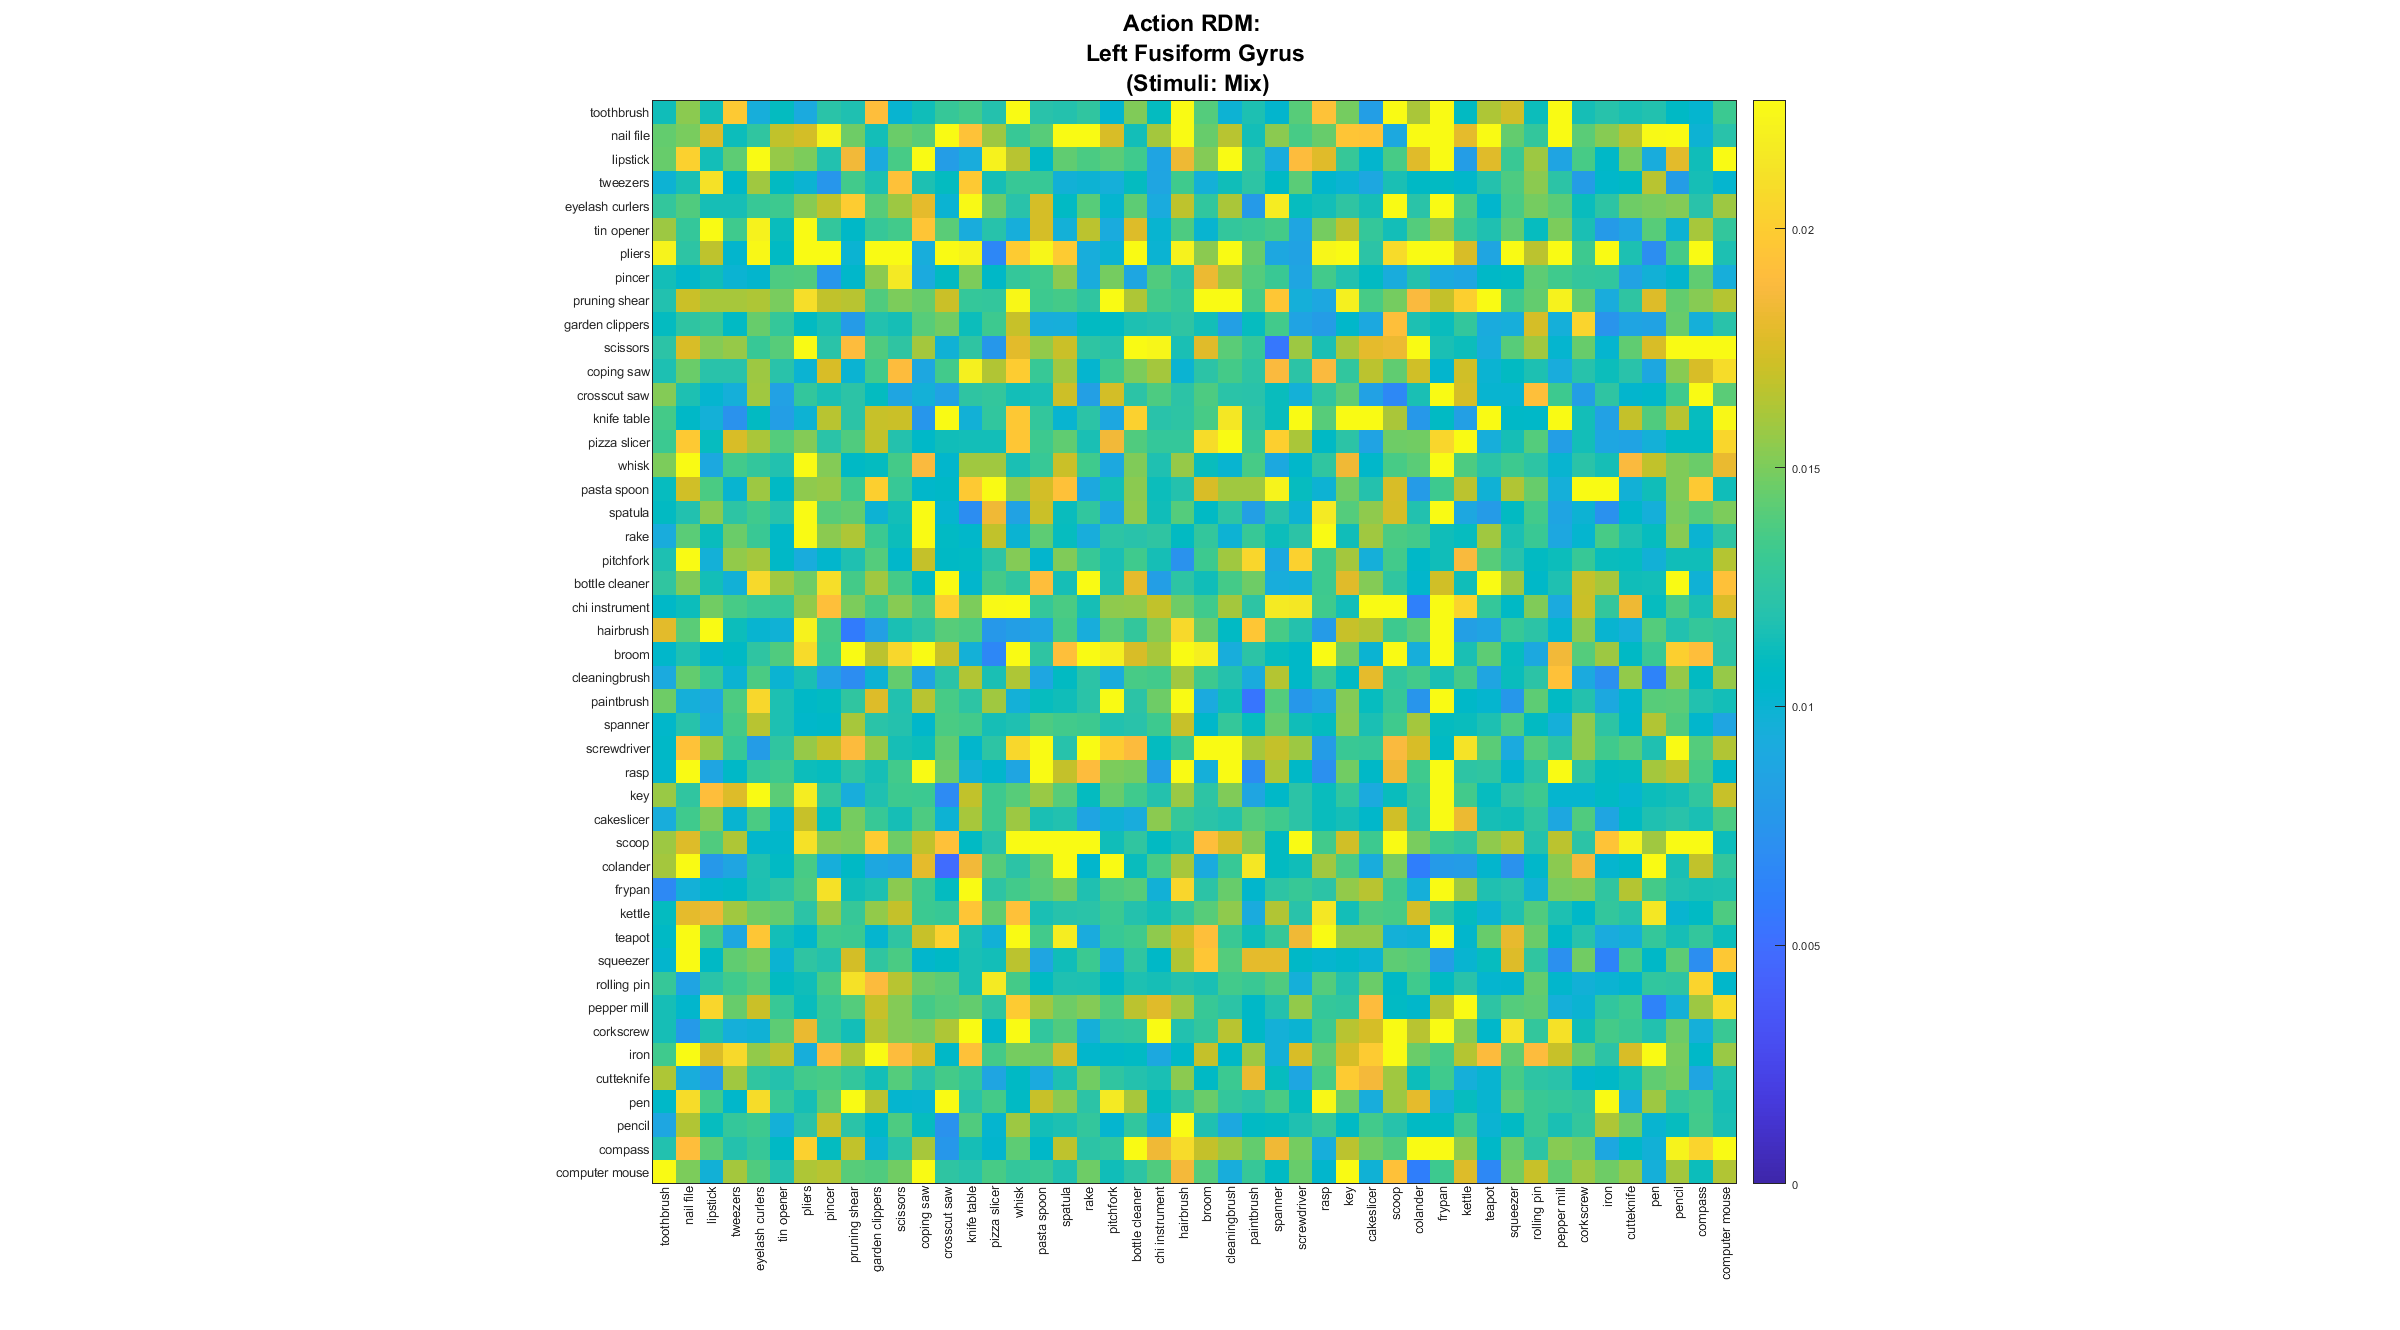 Action RDM:
Left Fusiform Gyrus
(Stimuli: Mix)
toothbrush
nail file
lipstick
tweezers
eyelash curlers
tin opener
pliers
pincer
pruning shear
garden clippers
scissors
coping saw
crosscut saw
knife table
pizza slicer
whisk
pasta spoon
spatula
rake
pitchfork
bottle cleaner
chi instrument
hairbrush
broom
cleaningbrush
paintbrush
spanner
screwdriver
rasp
key
cakeslicer
scoop
colander
frypan
kettle
teapot
squeezer
rolling pin
pepper mill
corkscrew
iron
cutteknife
pen
pencil
compass
computer mouse
toothbrush
nail file
lipstick
tweezers
eyelash curlers
tin opener
pliers
pincer
pruning shear
garden clippers
scissors
coping saw
crosscut saw
knife table
pizza slicer
whisk
pasta spoon
spatula
rake
pitchfork
bottle cleaner
chi instrument
hairbrush
broom
cleaningbrush
paintbrush
spanner
screwdriver
rasp
key
cakeslicer
scoop
colander
frypan
kettle
teapot
squeezer
rolling pin
pepper mill
corkscrew
iron
cutteknife
pen
pencil
compass
computer mouse
0.02
0.015
0.01
0.005
0